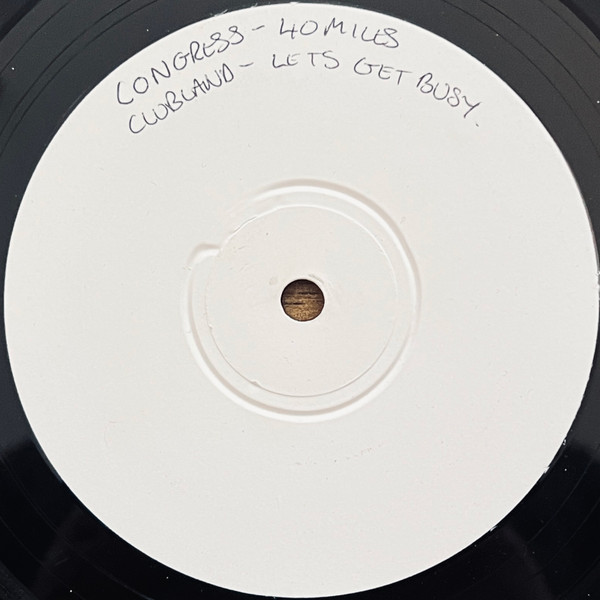 CONGRESS - 40 MILES
CLUBLAND - LETS GET BUSY.